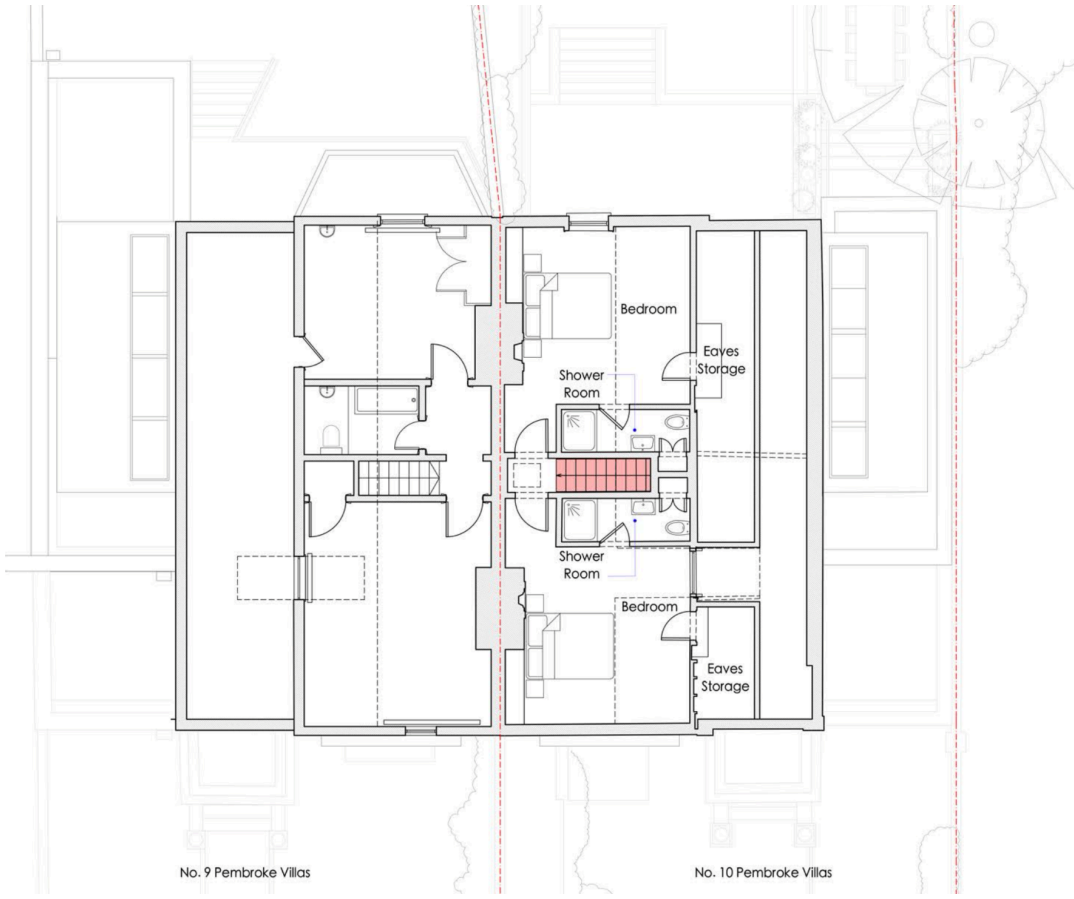 Bedroom
Eaves
Storage
Shower
Room
Shower
Room
Bedroom
Eaves
Storage
No. 9 Pembroke Villas
No. 10 Pembroke Villas